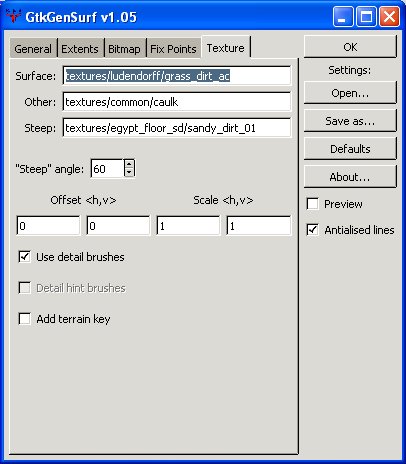 GtkGenSurf v1.05
General Extents Bitmap Fix Points Texture
OK
Settings:
Surface: textures/ludendorff/grass_dirt_ac
Open...
Other: textures/common/caulk
Save as...
Steep: textures/egypt_floor_sd/sandy_dirt_01
Defaults
"Steep" angle: 60
About...
Offset <h,v> Scale <h,v>
Preview
0 0 1 1
Antialised lines
Use detail brushes
Detail hint brushes
Add terrain key